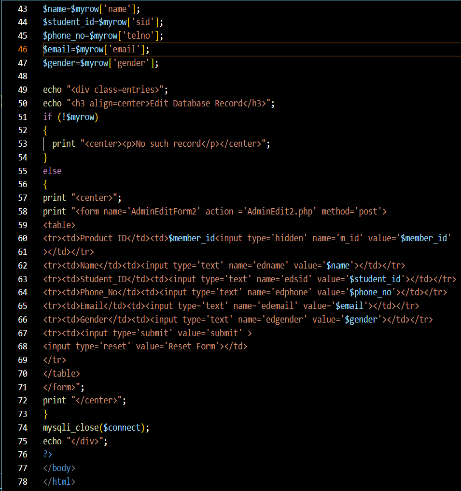 43 $name=$myrow['name'];
44 $student_id=$myrow['sid'];
45 $phone_no=$myrow['telno'];
46 $email=$myrow['email'];
47 $gender=$myrow['gender'];
48
49 echo "<div class=entries>";
50 echo "<h3 align=center>Edit Database Record</h3>";
51 if (!$myrow)
52 {
53 print "<center><p>No such record</p></center>";
54 }
55 else
56 {
57 print "<center>";
58 print "<form name='AdminEditForm2' action ='AdminEdit2.php' method='post'>
59 <table>
60 <tr><td>Product ID</td><td>$member_id<input type='hidden' name='m_id' value='$member_id'
61 ></td></tr>
62 <tr><td>Name</td><td><input type='text' name='edname' value='$name'></td></tr>
63 <tr><td>Student_ID</td><td><input type='text' name='edsid' value='$student_id'></td></tr>
64 <tr><td>Phone_No</td><td><input type='text' name='edphone' value='$phone_no'></td></tr>
65 <tr><td>Email</td><td><input type='text' name='edemail' value='$email'></td></tr>
66 <tr><td>Gender</td><td><input type='text' name='edgender' value='$gender'></td></tr>
67 <tr><td><input type='submit' value='submit' >
68 <input type='reset' value='Reset Form'></td>
69 </tr>
70 </table>
71 </form>";
72 print "</center>";
73 }
74 mysqli_close($connect);
75 echo "</div>";
76 ?>
77 </body>
78 </html>